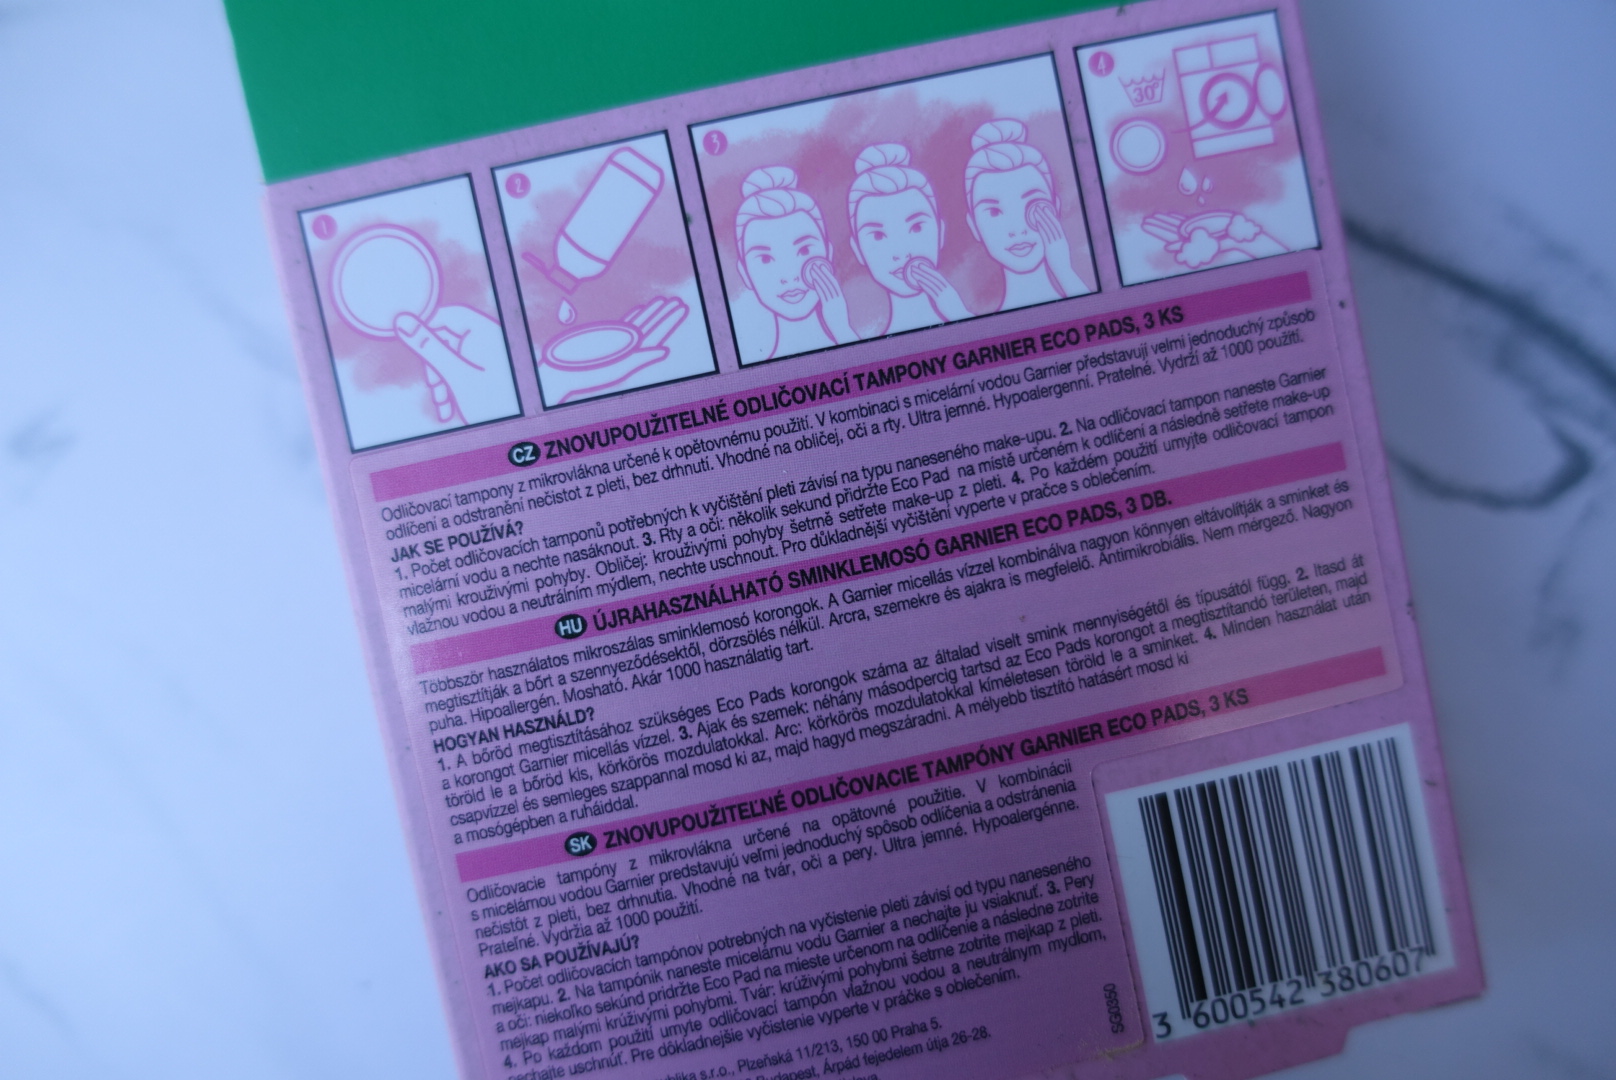 1
2
3
4
30°
CZ ZNOVUPOUŽITELNÉ ODLIČOVACÍ TAMPONY GARNIER ECO PADS, 3 KS
Odličovací tampony z mikrovlákna určené k opětovnému použití. V kombinaci s micelární vodou Garnier představují velmi jednoduchý způsob
odlíčení a odstranění nečistot z pleti, bez drhnutí. Vhodné na obličej, oči a rty. Ultra jemné. Hypoalergenní. Pratelné. Vydrží až 1000 použití.
JAK SE POUŽÍVÁ?
1. Počet odličovacích tamponů potřebných k vyčištění pleti závisí na typu naneseného make-upu. 2. Na odličovací tampon naneste Garnier
micelární vodu a nechte nasáknout. 3. Rty a oči: několik sekund přidržte Eco Pad na místě určeném k odlíčení a následně setřete make-up
malými krouživými pohyby. Obličej: krouživými pohyby šetrně setřete make-up z pleti. 4. Po každém použití umyjte odličovací tampon
vlažnou vodou a neutrálním mýdlem, nechte uschnout. Pro důkladnější vyčištění vyperte v pračce s oblečením.
HU ÚJRAHASZNÁLHATÓ SMINKLEMOSÓ GARNIER ECO PADS, 3 DB.
Többször használatos mikroszálas sminklemosó korongok. A Garnier micellás vízzel kombinálva nagyon könnyen eltávolítják a sminket és
megtisztítják a bőrt a szennyeződésektől, dörzsölés nélkül. Arcra, szemekre és ajakra is megfelelő. Antimikrobiális. Nem mérgező. Nagyon
puha. Hipoallergén. Mosható. Akár 1000 használatig tart.
HOGYAN HASZNÁLD?
1. A bőröd megtisztításához szükséges Eco Pads korongok száma az általad viselt smink mennyiségétől és típusától függ. 2. Itasd át
a korongot Garnier micellás vízzel. 3. Ajak és szemek: néhány másodpercig tartsd az Eco Pads korongot a megtisztítandó területen, majd
töröld le a bőröd kis, körkörös mozdulatokkal. Arc: körkörös mozdulatokkal kíméletesen töröld le a sminket. 4. Minden használat után
csapvízzel és semleges szappannal mosd ki az, majd hagyd megszáradni. A mélyebb tisztító hatásért mosd ki
a mosógépben a ruháiddal.
SK ZNOVUPOUŽITEĽNÉ ODLIČOVACIE TAMPÓNY GARNIER ECO PADS, 3 KS
Odličovacie tampóny z mikrovlákna určené na opätovné použitie. V kombinácii
s micelárnou vodou Garnier predstavujú veľmi jednoduchý spôsob odlíčenia a odstránenia
nečistôt z pleti, bez drhnutia. Vhodné na tvár, oči a pery. Ultra jemné. Hypoalergénne.
Prateľné. Vydržia až 1000 použití.
AKO SA POUŽÍVAJÚ?
1. Počet odličovacích tampónov potrebných na vyčistenie pleti závisí od typu naneseného
mejkapu. 2. Na tampónik naneste micelárnu vodu Garnier a nechajte ju vsiaknuť. 3. Pery
a oči: niekoľko sekúnd pridržte Eco Pad na mieste určenom na odlíčenie a následne zotrite
mejkap malými krúživými pohybmi. Tvár: krúživými pohybmi šetrne zotrite mejkap z pleti.
4. Po každom použití umyte odličovací tampón vlažnou vodou a neutrálnym mydlom,
nechajte uschnúť. Pre dôkladnejšie vyčistenie vyperte v práčke s oblečením.
s.r.o., Plzeňská 11/213, 150 00 Praha 5.
Budapest, Árpád fejedelem útja 26-28.
SG0350
3 600542 380607